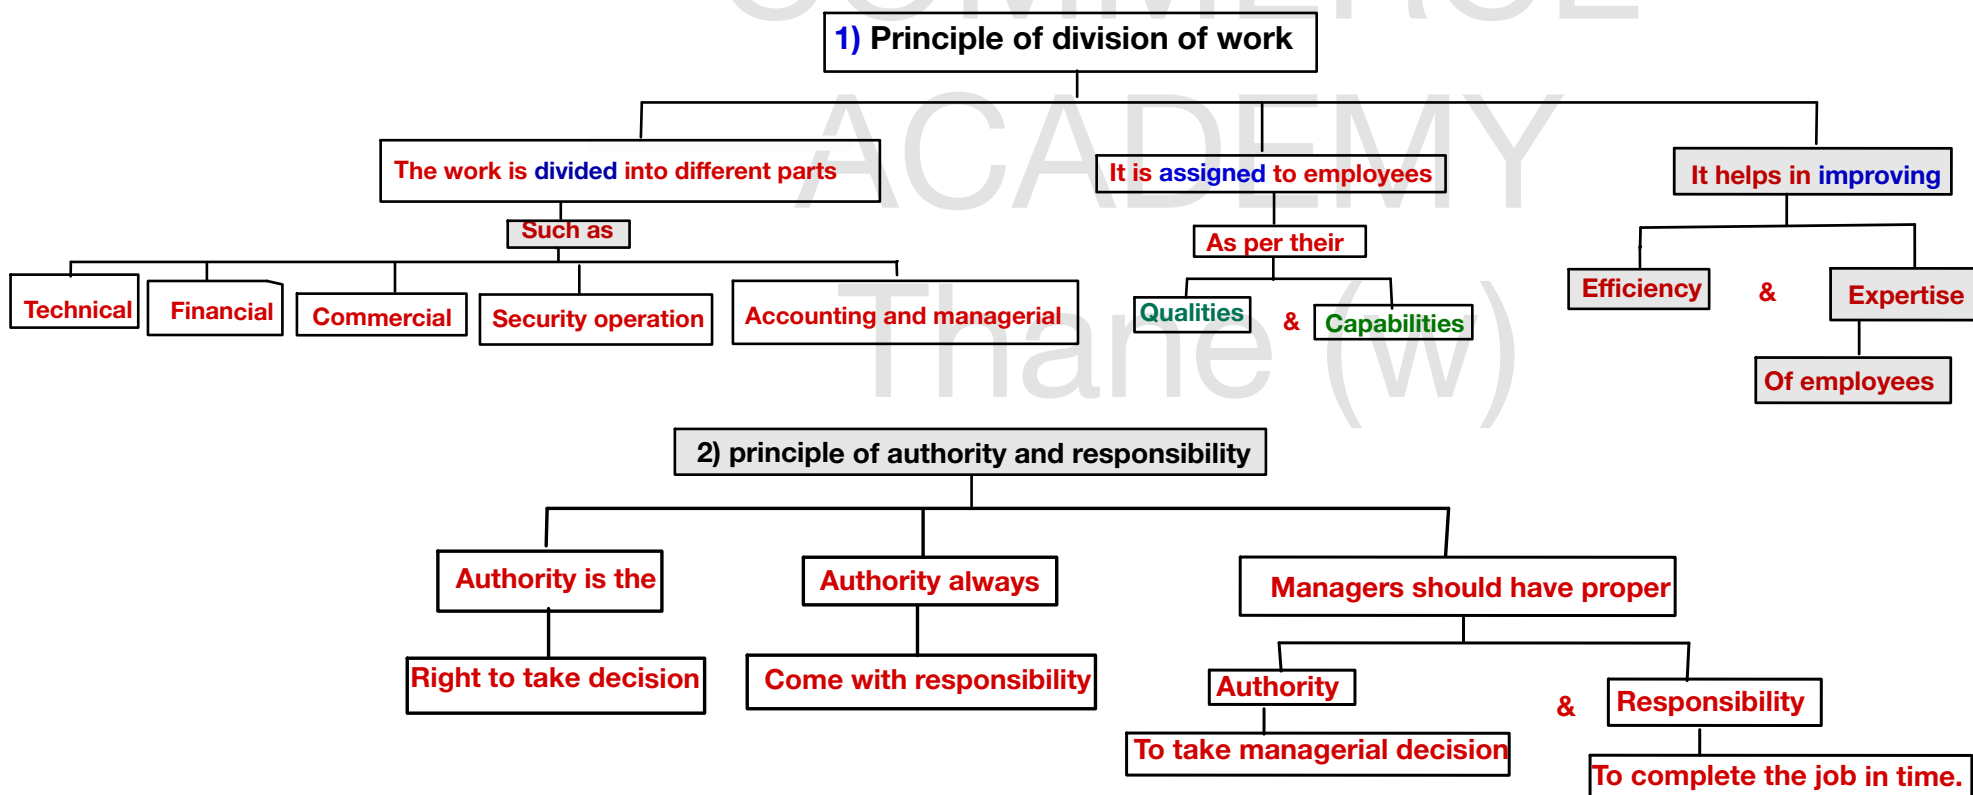 COMMERCE
1) Principle of division of work
ACADEMY
The work is divided into different parts
It is assigned to employees
It helps in improving
Such as
As per their
Technical
Financial
Commercial
Security operation
Accounting and managerial
Qualities
&
Capabilities
Efficiency
&
Expertise
Thane (w)
Of employees
2) principle of authority and responsibility
Authority is the
Authority always
Managers should have proper
Right to take decision
Come with responsibility
Authority
&
Responsibility
To take managerial decision
To complete the job in time.